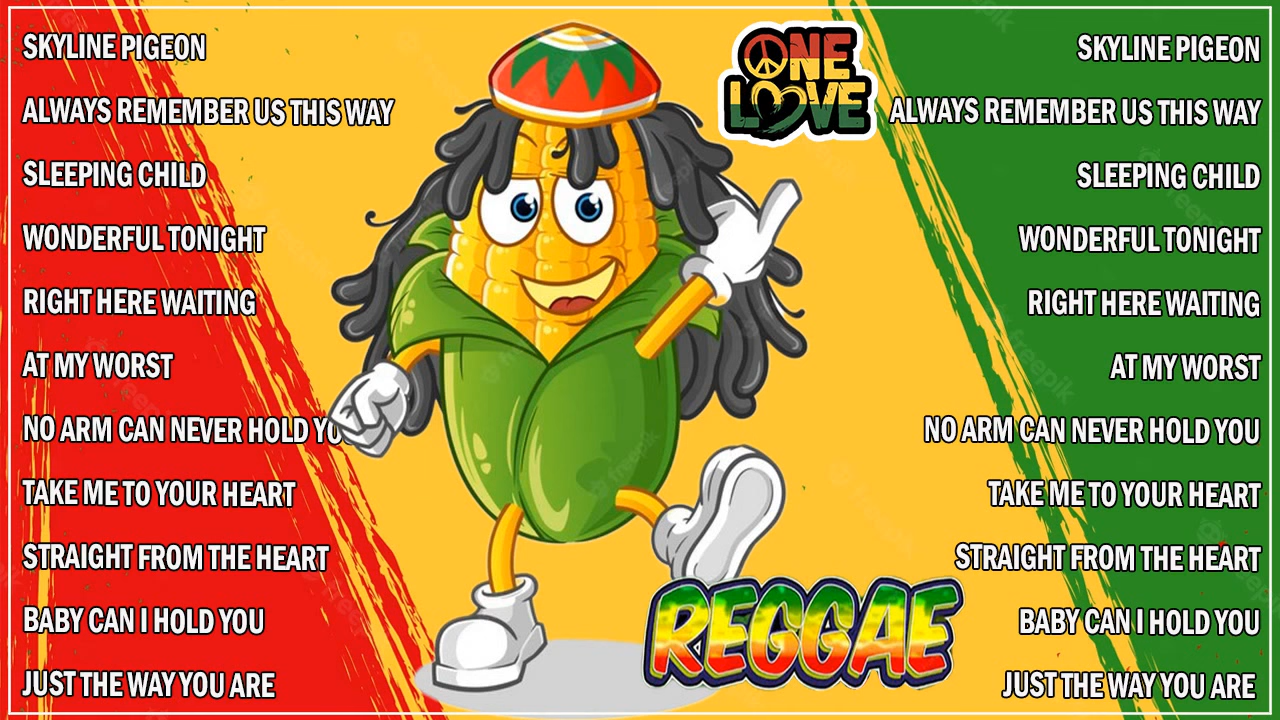 SKYLINE PIGEON
ALWAYS REMEMBER US THIS WAY
SLEEPING CHILD
WONDERFUL TONIGHT
RIGHT HERE WAITING
AT MY WORST
NO ARM CAN NEVER HOLD YOU
TAKE ME TO YOUR HEART
STRAIGHT FROM THE HEART
BABY CAN I HOLD YOU
JUST THE WAY YOU ARE
ONE
LOVE
REGGAE
SKYLINE PIGEON
ALWAYS REMEMBER US THIS WAY
SLEEPING CHILD
WONDERFUL TONIGHT
RIGHT HERE WAITING
AT MY WORST
NO ARM CAN NEVER HOLD YOU
TAKE ME TO YOUR HEART
STRAIGHT FROM THE HEART
BABY CAN I HOLD YOU
JUST THE WAY YOU ARE
freepik